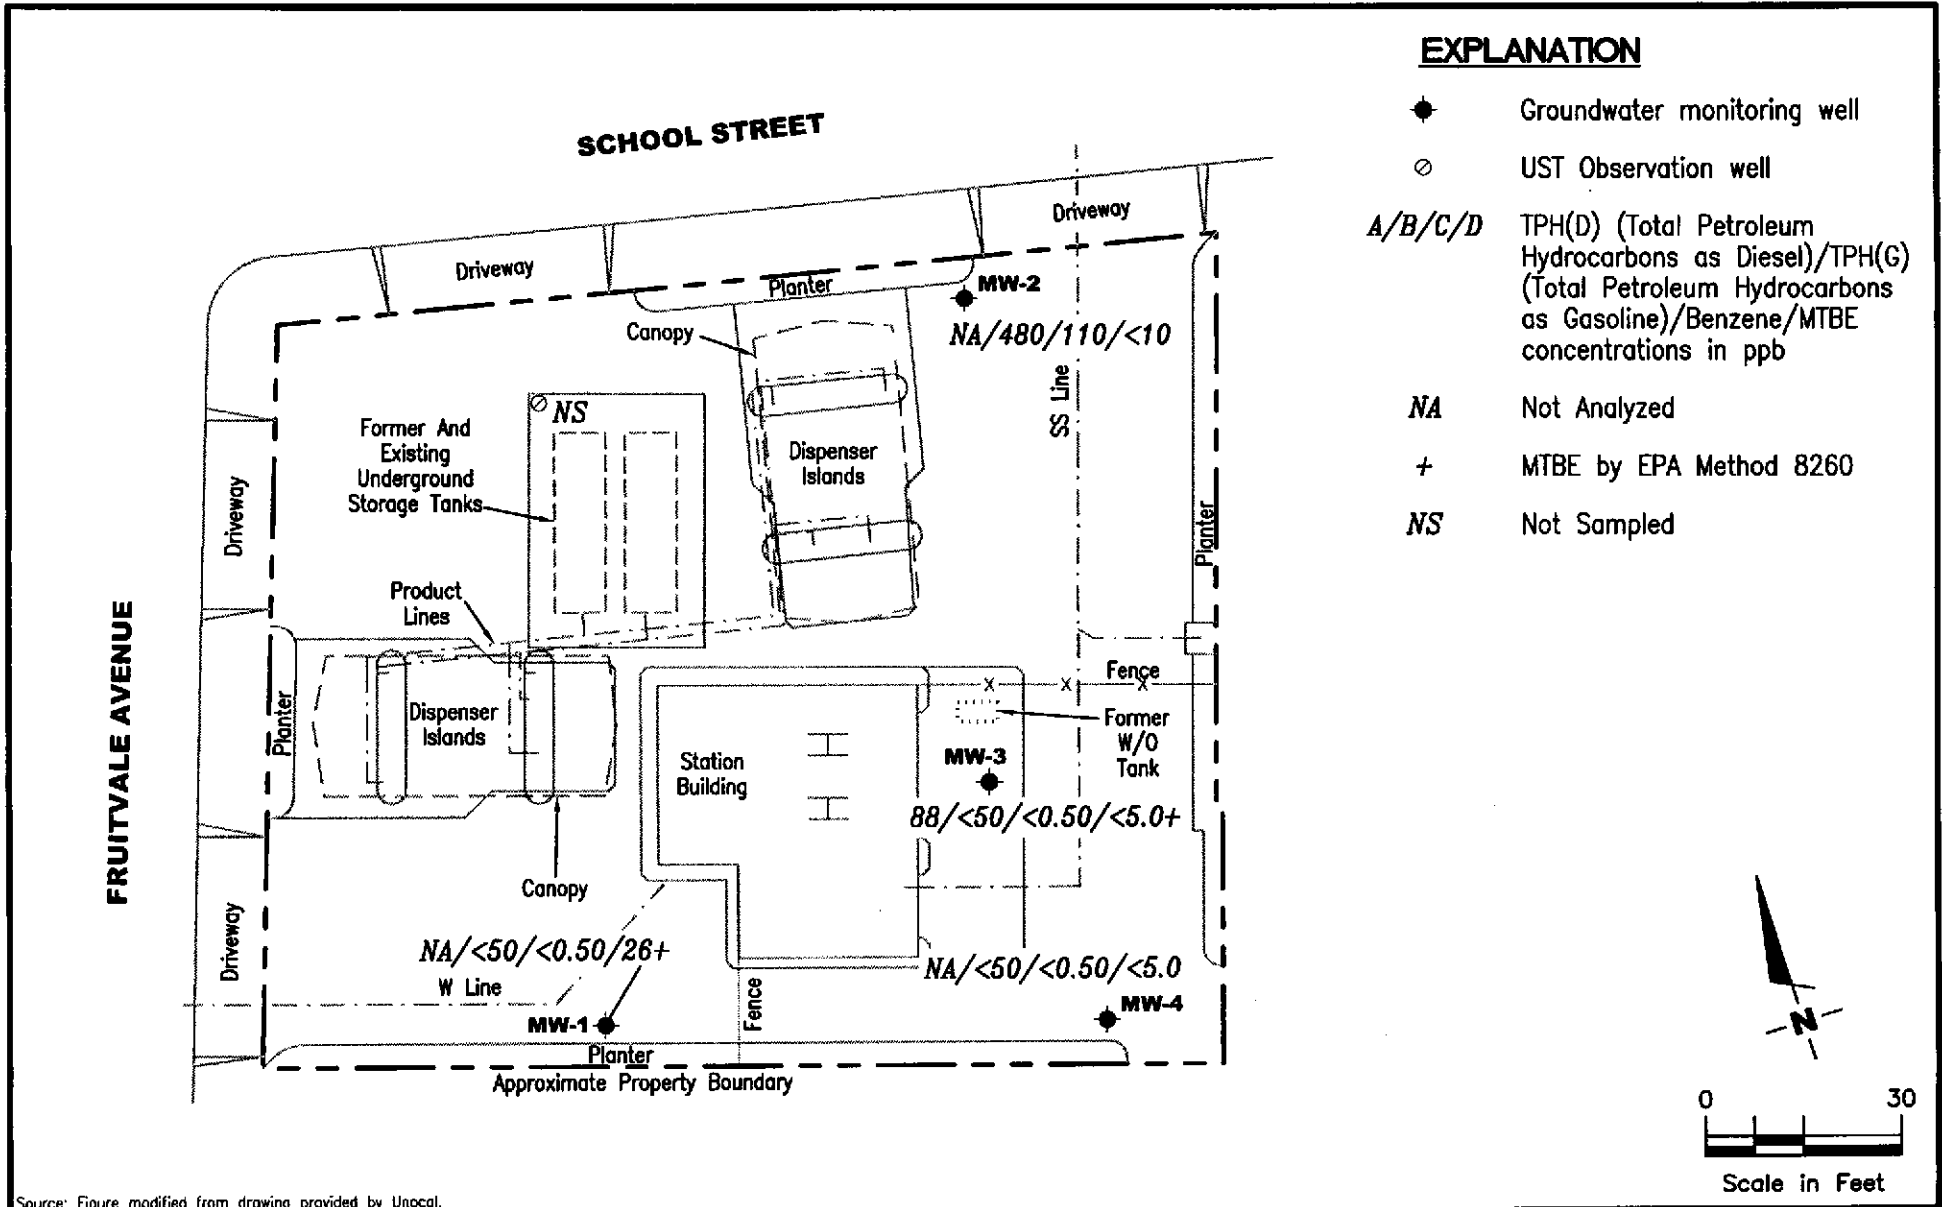 EXPLANATION
Groundwater monitoring well
UST Observation well
A/B/C/D TPH(D) (Total Petroleum
Hydrocarbons as Diesel)/TPH(G)
(Total Petroleum Hydrocarbons
as Gasoline)/Benzene/MTBE
concentrations in ppb
NA Not Analyzed
+ MTBE by EPA Method 8260
NS Not Sampled
SCHOOL STREET
Driveway
Driveway
Planter
MW-2
NA/480/110/<10
Canopy
SS Line
NS
Former And
Existing
Underground
Storage Tanks
Dispenser
Islands
Driveway
Planter
Product
Lines
FRUITVALE AVENUE
Planter
Dispenser
Islands
Fence
x x x
Former
W/O
Tank
Station
Building
MW-3
88/<50/<0.50/<5.0+
Canopy
Driveway
NA/<50/<0.50/26+
W Line
NA/<50/<0.50/<5.0
Fence
MW-1
MW-4
Planter
Approximate Property Boundary
N
0 30
Scale in Feet
Source: Figure modified from drawing provided by Unocal.